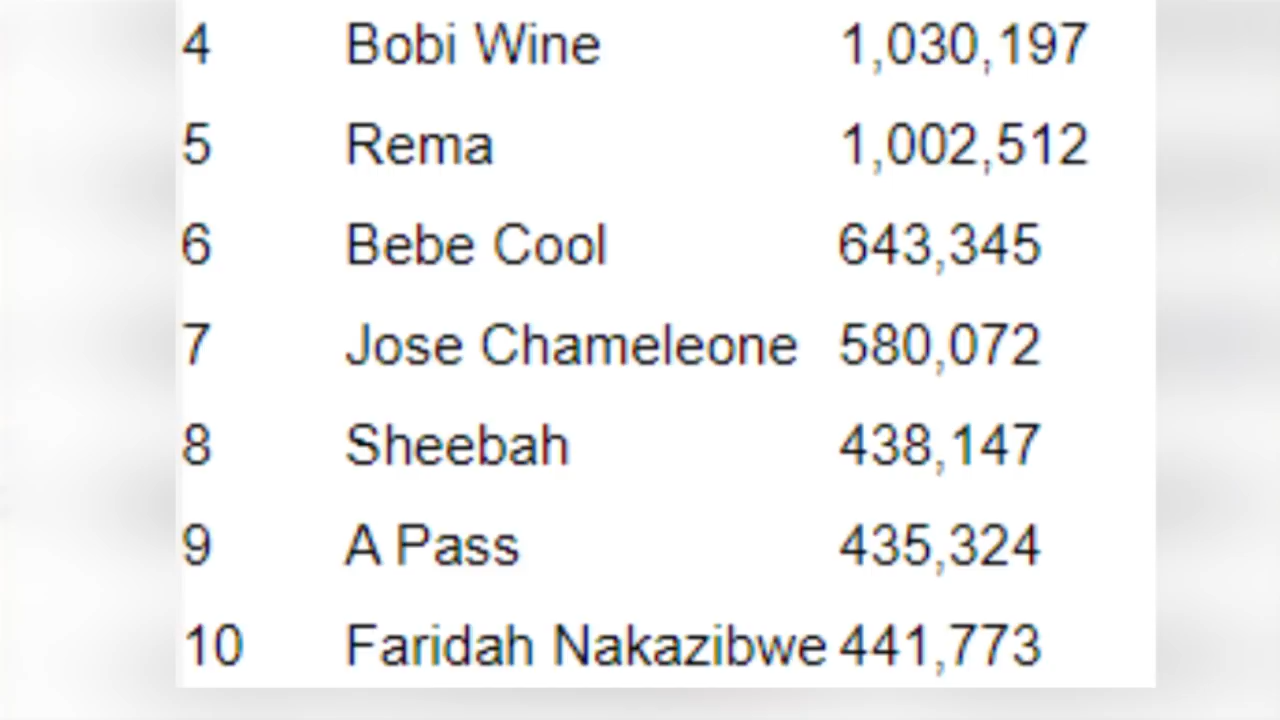 4 Bobi Wine 1,030,197
5 Rema 1,002,512
6 Bebe Cool 643,345
7 Jose Chameleone 580,072
8 Sheebah 438,147
9 A Pass 435,324
10 Faridah Nakazibwe 441,773